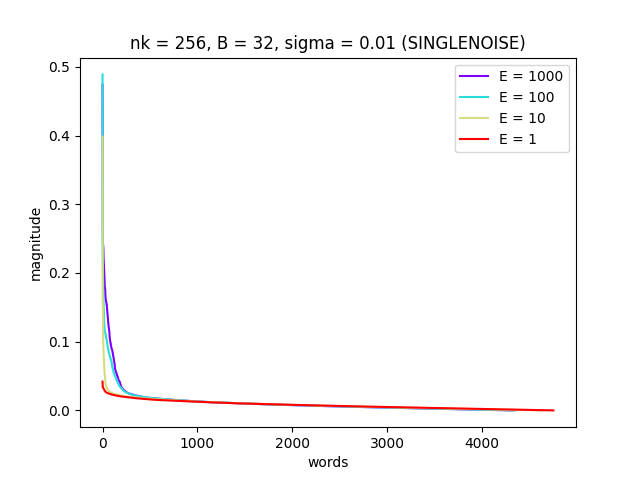 nk = 256, B = 32, sigma = 0.01 (SINGLENOISE)
E = 1000
E = 100
E = 10
E = 1
magnitude
0.5
0.4
0.3
0.2
0.1
0.0
0 1000 2000 3000 4000
words